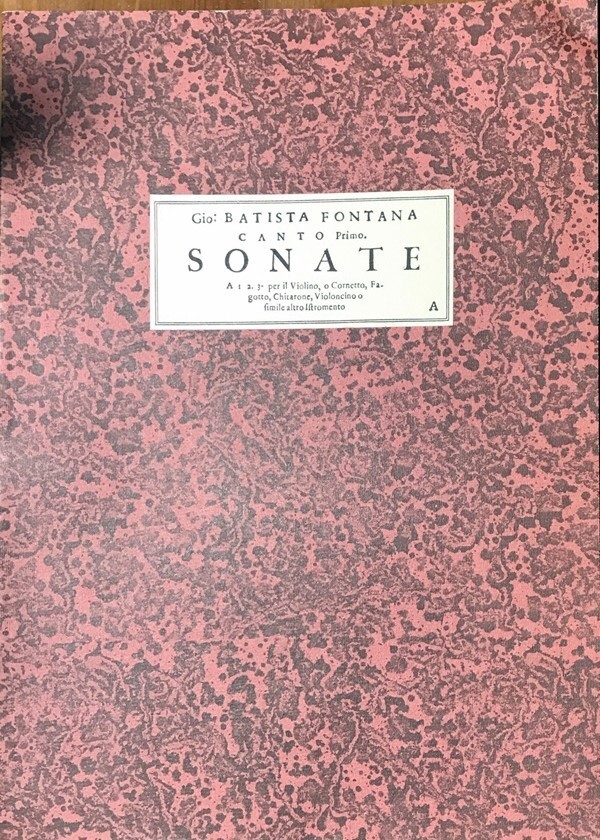 Gio: BATISTA FONTANA
CANTO Primo.
SONATE
A 1 2. 3. per il Violino, o Cornetto, Fa-
gotto, Chitarone, Violoncino o
ſimile altro Iſtromento
A